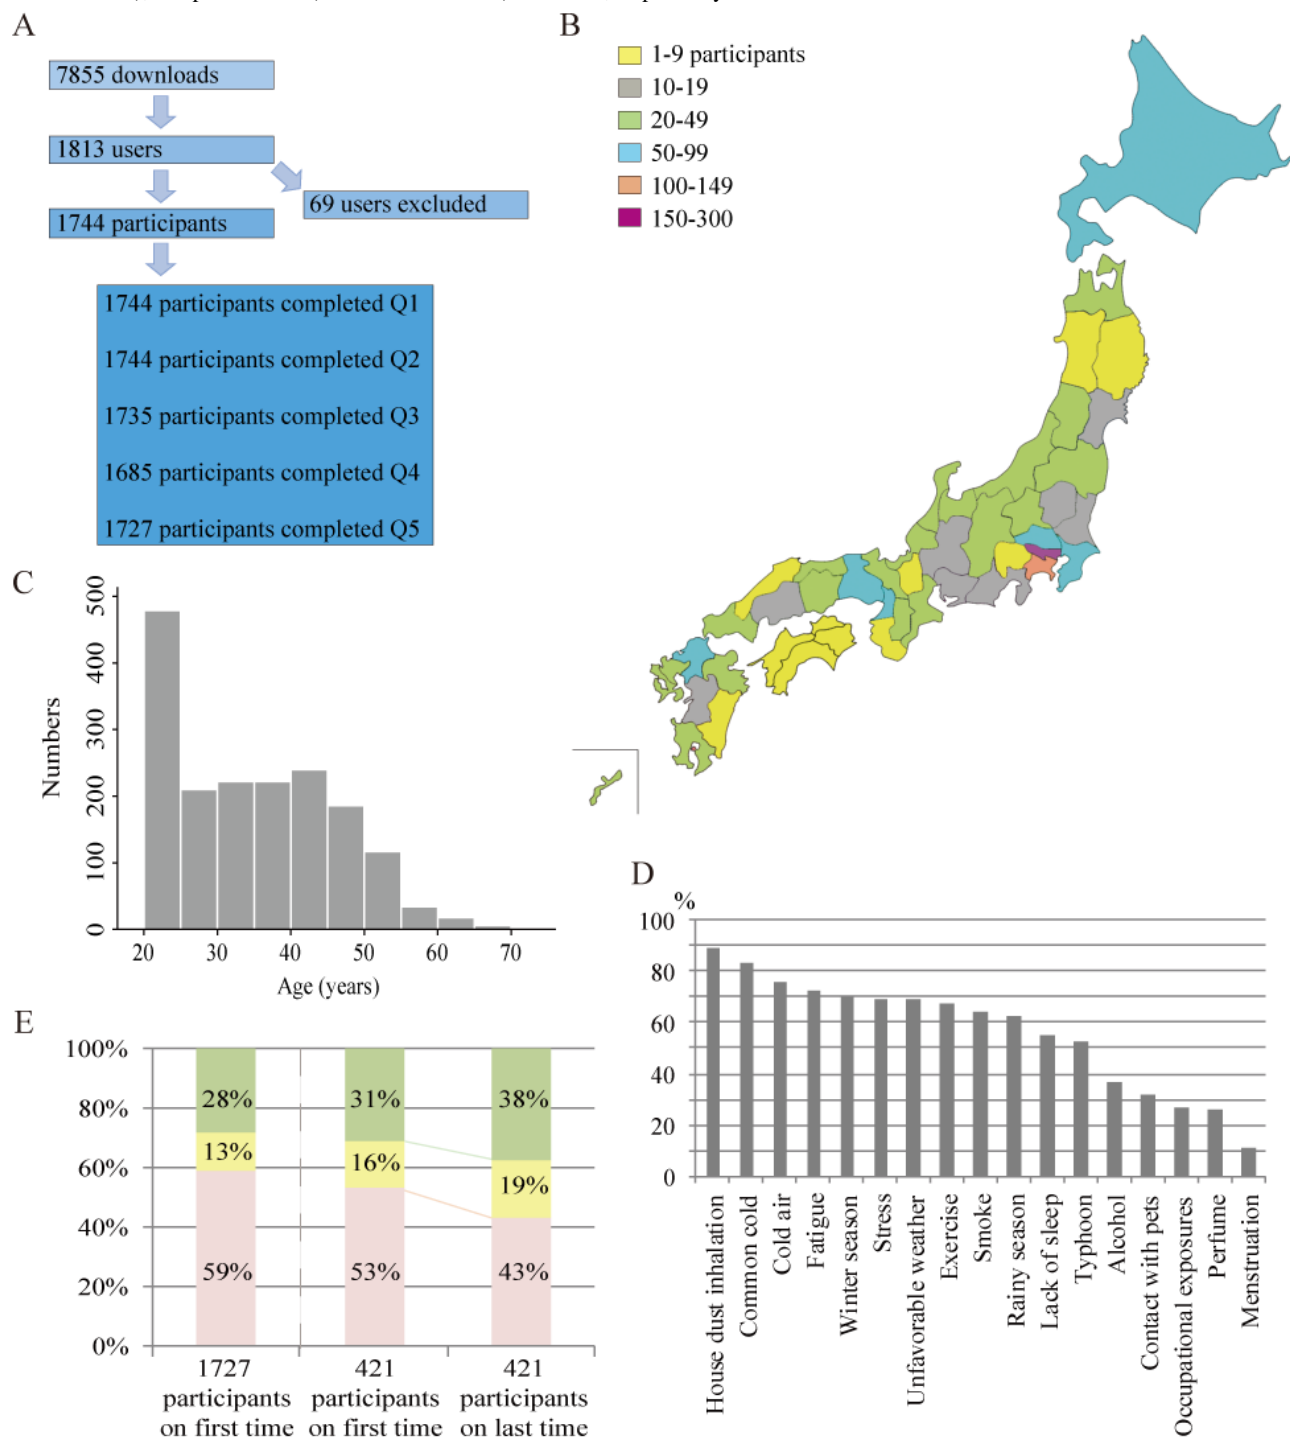 A
7855 downloads
1813 users
69 users excluded
1744 participants
1744 participants completed Q1
1744 participants completed Q2
1735 participants completed Q3
1685 participants completed Q4
1727 participants completed Q5
B
1-9 participants
10-19
20-49
50-99
100-149
150-300
C
500
400
300
200
100
0
Numbers
20 30 40 50 60 70
Age (years)
D
%
100
80
60
40
20
0
House dust inhalation
Common cold
Cold air
Fatigue
Winter season
Stress
Unfavorable weather
Exercise
Smoke
Rainy season
Lack of sleep
Typhoon
Alcohol
Contact with pets
Occupational exposures
Perfume
Menstruation
E
100%
80%
60%
40%
20%
0%
28% 31% 38%
13% 16% 19%
59% 53% 43%
1727 421 421
participants participants participants
on first time on first time on last time